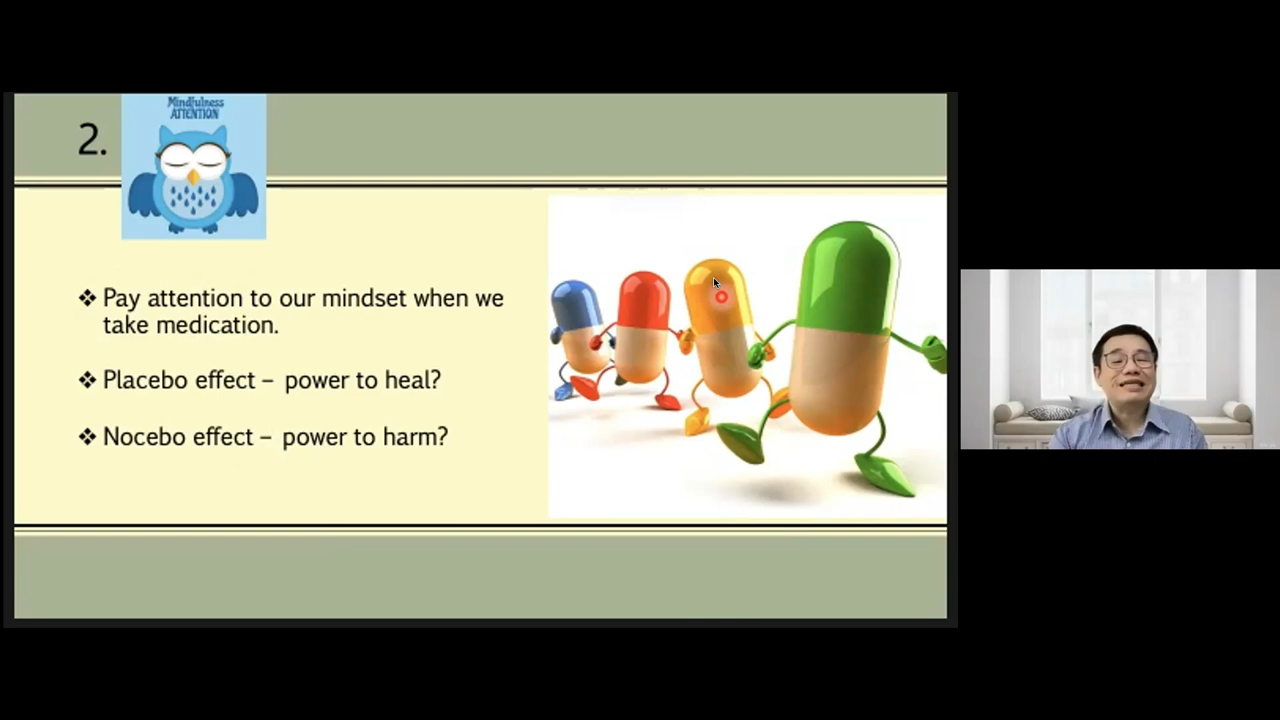 Mindfulness
ATTENTION
2.
❖ Pay attention to our mindset when we
take medication.
❖ Placebo effect – power to heal?
❖ Nocebo effect – power to harm?